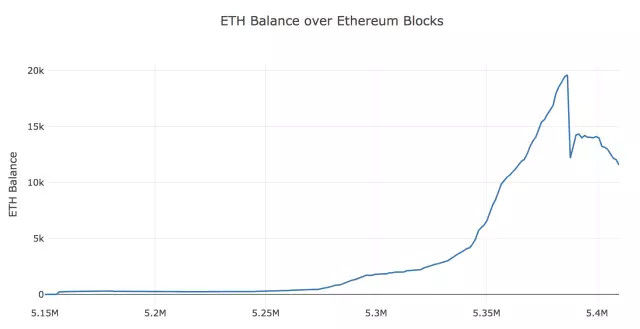 ETH Balance over Ethereum Blocks
20k
15k
10k
5k
0
ETH Balance
5.15M 5.2M 5.25M 5.3M 5.35M 5.4M